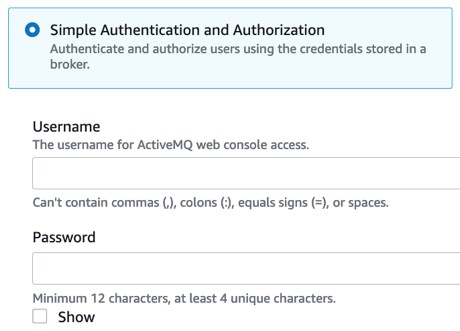 Simple Authentication and Authorization
Authenticate and authorize users using the credentials stored in a
broker.
Username
The username for ActiveMQ web console access.
Can't contain commas (,), colons (:), equals signs (=), or spaces.
Password
Minimum 12 characters, at least 4 unique characters.
Show